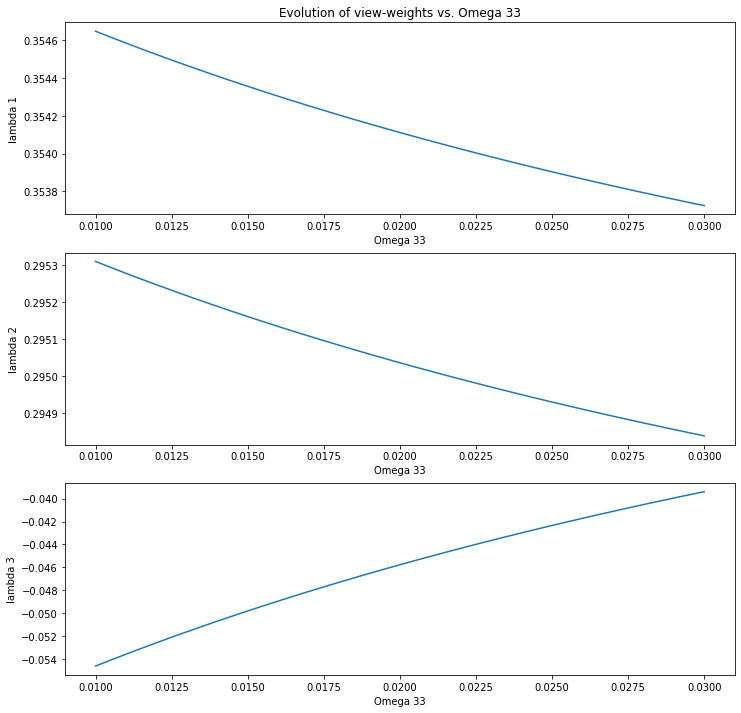 Evolution of view-weights vs. Omega 33
0.3546
0.3544
0.3542
0.3540
0.3538
lambda 1
0.0100 0.0125 0.0150 0.0175 0.0200 0.0225 0.0250 0.0275 0.0300
Omega 33
0.2953
0.2952
0.2951
0.2950
0.2949
lambda 2
0.0100 0.0125 0.0150 0.0175 0.0200 0.0225 0.0250 0.0275 0.0300
Omega 33
−0.040
−0.042
−0.044
−0.046
−0.048
−0.050
−0.052
−0.054
lambda 3
0.0100 0.0125 0.0150 0.0175 0.0200 0.0225 0.0250 0.0275 0.0300
Omega 33